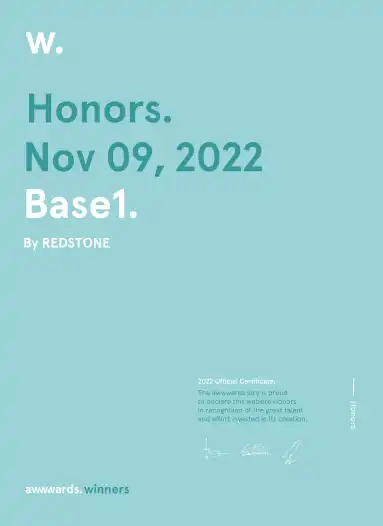 w.
Honors.
Nov 09, 2022
Base1.
By REDSTONE
2022 Official Certificate.
The awwwards jury is proud
to declare this website Honors
in recognition of the great talent
and effort invested in its creation.
Honors
awwwards.winners